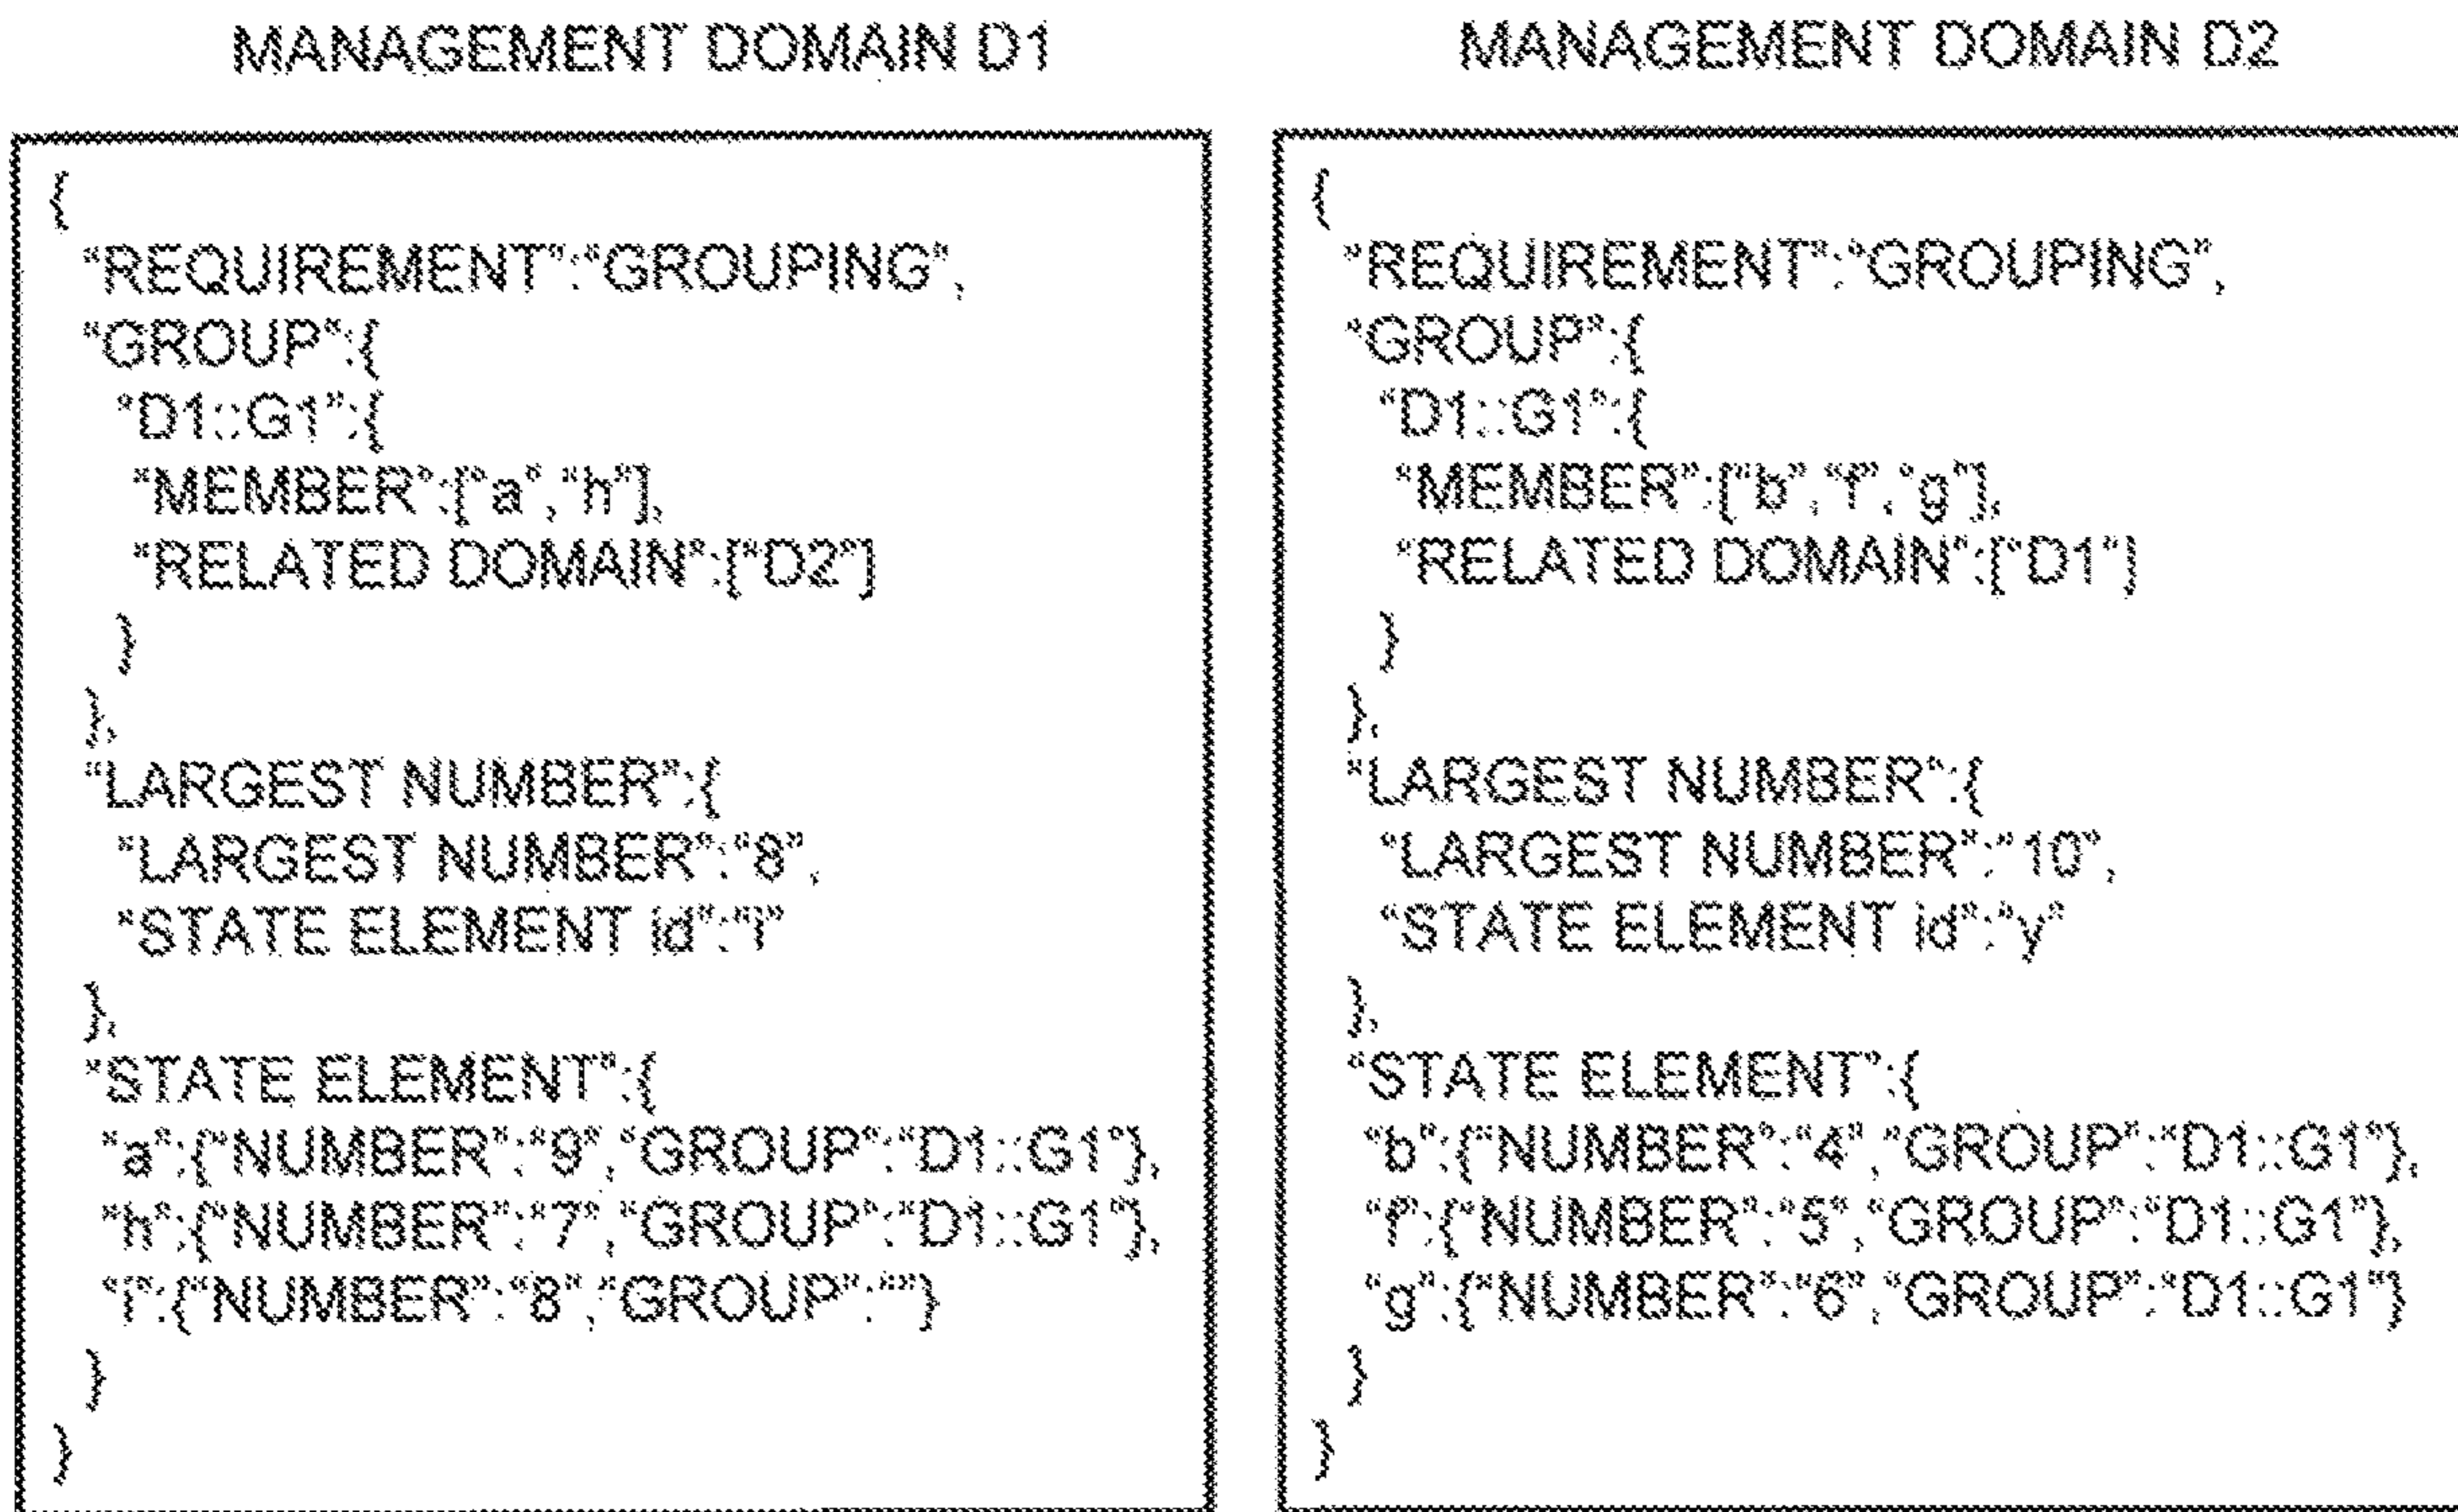 MANAGEMENT DOMAIN D1
{
"REQUIREMENT":"GROUPING",
"GROUP":{
"D1::G1":{
"MEMBER":["a","h"],
"RELATED DOMAIN":["D2"]
}
},
"LARGEST NUMBER":{
"LARGEST NUMBER":"8",
"STATE ELEMENT id":"i"
},
"STATE ELEMENT":{
"a":{"NUMBER":"9","GROUP":"D1::G1"},
"h":{"NUMBER":"7","GROUP":"D1::G1"},
"i":{"NUMBER":"8","GROUP":""}
}
}
MANAGEMENT DOMAIN D2
{
"REQUIREMENT":"GROUPING",
"GROUP":{
"D1::G1":{
"MEMBER":["b","f","g"],
"RELATED DOMAIN":["D1"]
}
},
"LARGEST NUMBER":{
"LARGEST NUMBER":"10",
"STATE ELEMENT id":"y"
},
"STATE ELEMENT":{
"b":{"NUMBER":"4","GROUP":"D1::G1"},
"f":{"NUMBER":"5","GROUP":"D1::G1"},
"g":{"NUMBER":"6","GROUP":"D1::G1"}
}
}